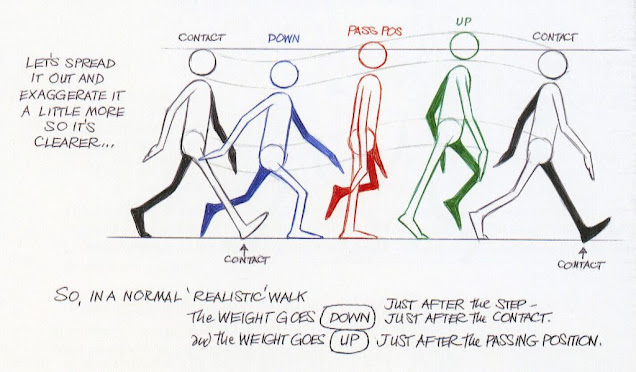 CONTACT
DOWN
PASS POS
UP
CONTACT
LET'S SPREAD
IT OUT AND
EXAGGERATE IT
A LITTLE MORE
SO IT'S
CLEARER...
CONTACT
CONTACT
SO, IN A NORMAL 'REALISTIC' WALK
The WEIGHT GOES DOWN JUST AFTER the STEP – JUST AFTER the CONTACT.
and the WEIGHT GOES UP JUST AFTER the PASSING POSITION.